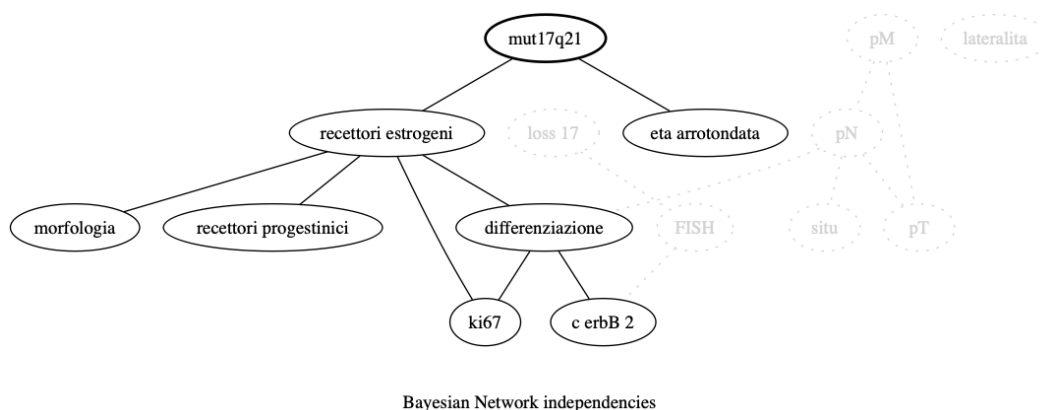 mut17q21
pM
lateralita
recettori estrogeni
loss 17
eta arrotondata
pN
morfologia
recettori progestinici
differenziazione
FISH
situ
pT
ki67
c erbB 2
Bayesian Network independencies